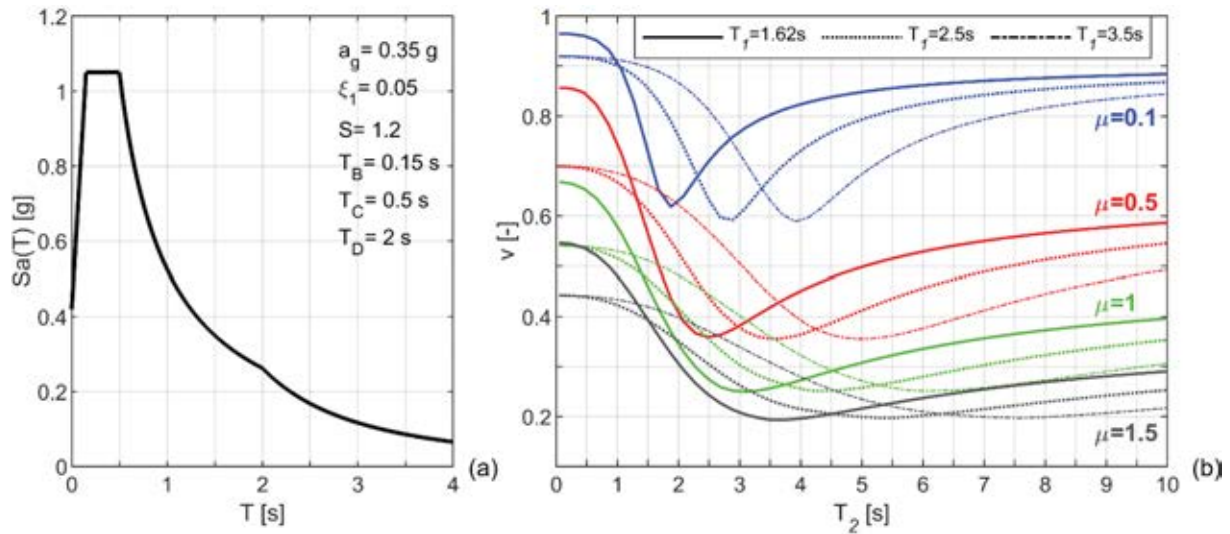 1.2
1
0.8
0.6
0.4
0.2
0
0 1 2 3 4
Sa(T) [g]
T [s]
a_g = 0.35 g
ξ_1 = 0.05
S= 1.2
T_B= 0.15 s
T_C= 0.5 s
T_D= 2 s
(a)
T_1=1.62s T_1=2.5s T_1=3.5s
1
0.8
0.6
0.4
0.2
0 1 2 3 4 5 6 7 8 9 10
v [-]
T_2 [s]
μ=0.1
μ=0.5
μ=1
μ=1.5
(b)